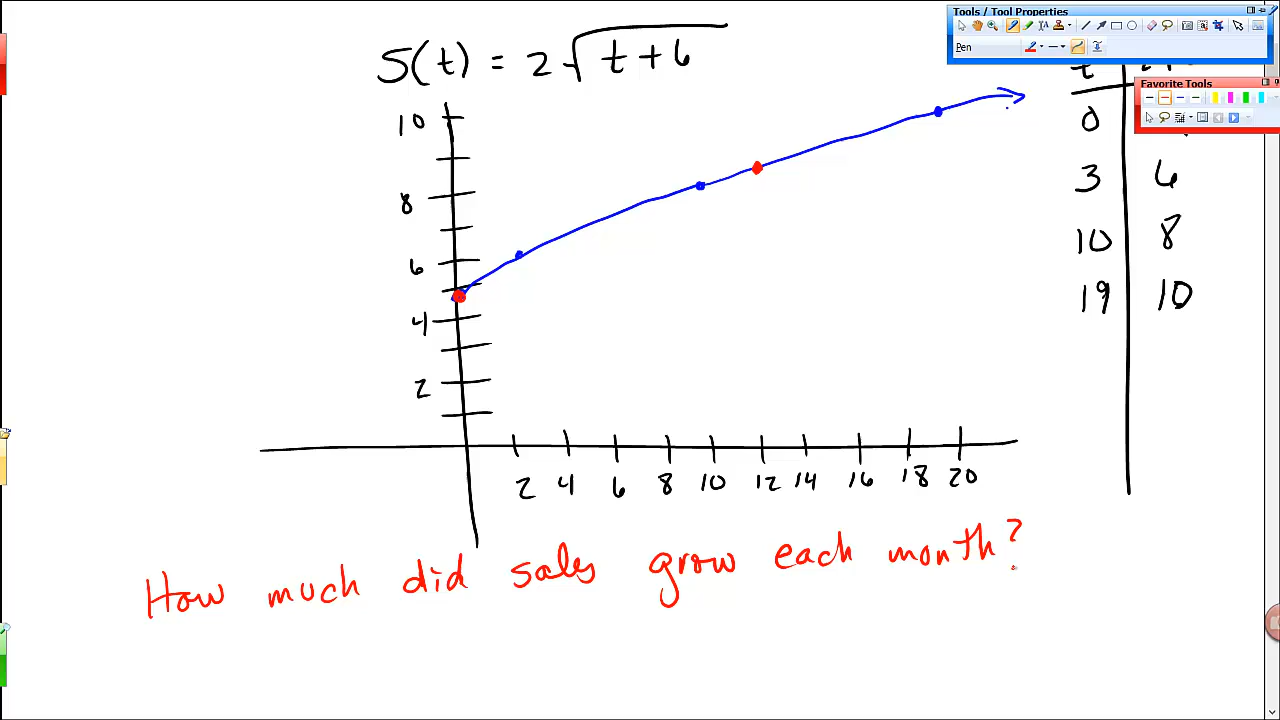 Tools / Tool Properties
Pen
Favorite Tools
S(t) = 2√t+6
t
0
3 6
10 8
19 10
10
8
6
4
2
2 4 6 8 10 12 14 16 18 20
How much did sales grow each month?